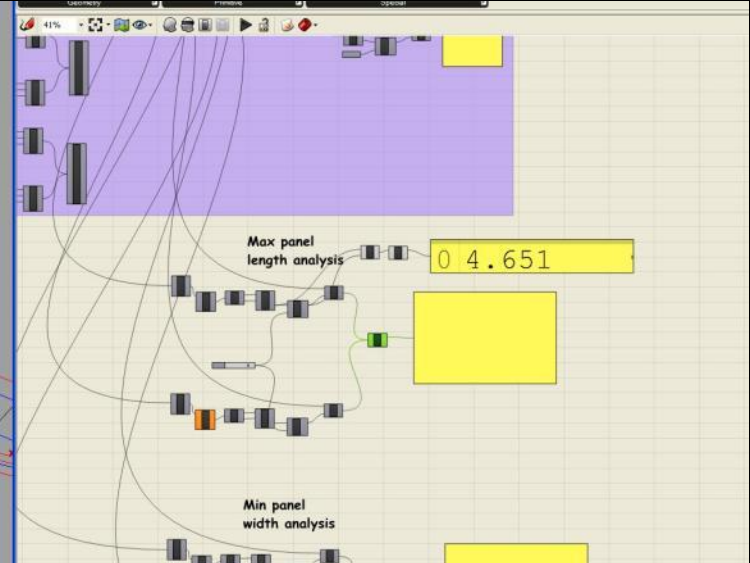 Geometry
Primitive
Special
41%
Max panel
length analysis
0 4.651
Min panel
width analysis